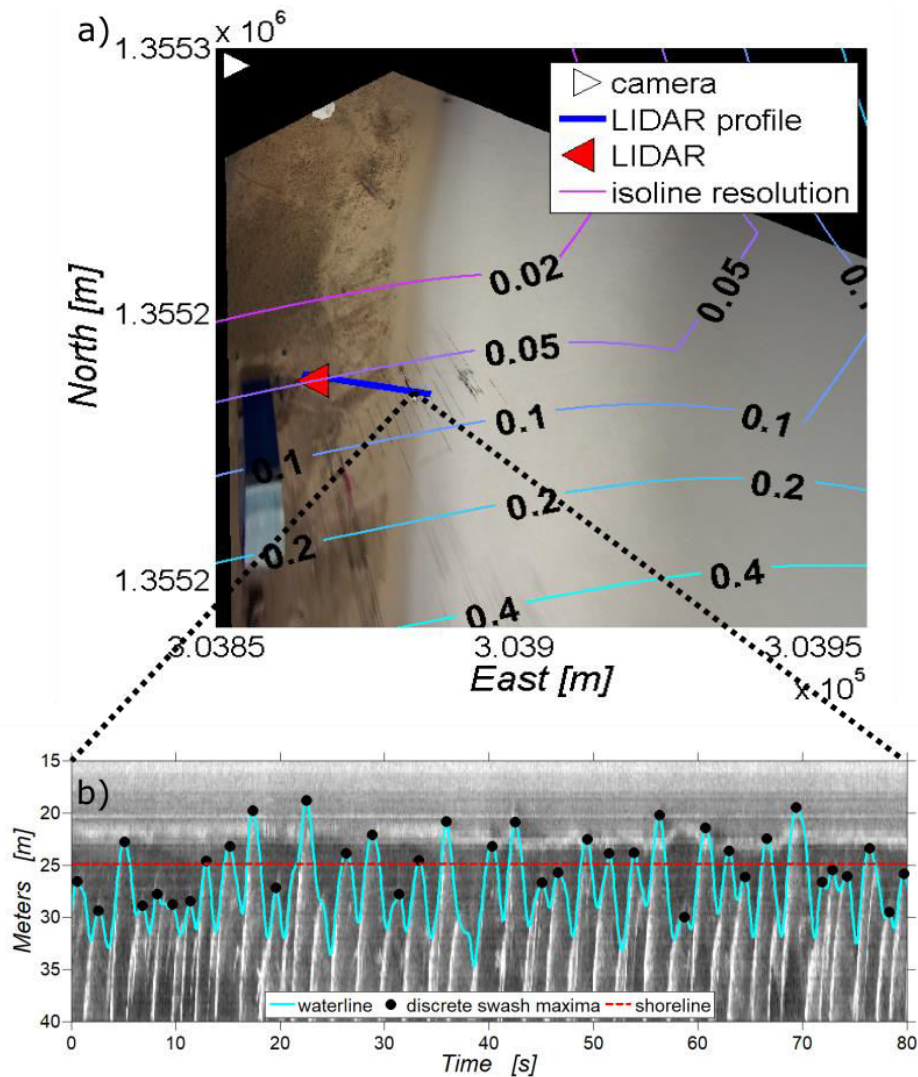 a)
1.3553 x 10^6
camera
LIDAR profile
LIDAR
isoline resolution
0.02
0.05
0.1
1.3552
0.05
North [m]
0.1
0.1
0.1
0.2
0.2
0.2
1.3552
0.4
0.4
3.0385 3.039 3.0395
East [m] x 10^5
b)
15
20
25
30
35
40
Meters [m]
waterline discrete swash maxima shoreline
0 10 20 30 40 50 60 70 80
Time [s]